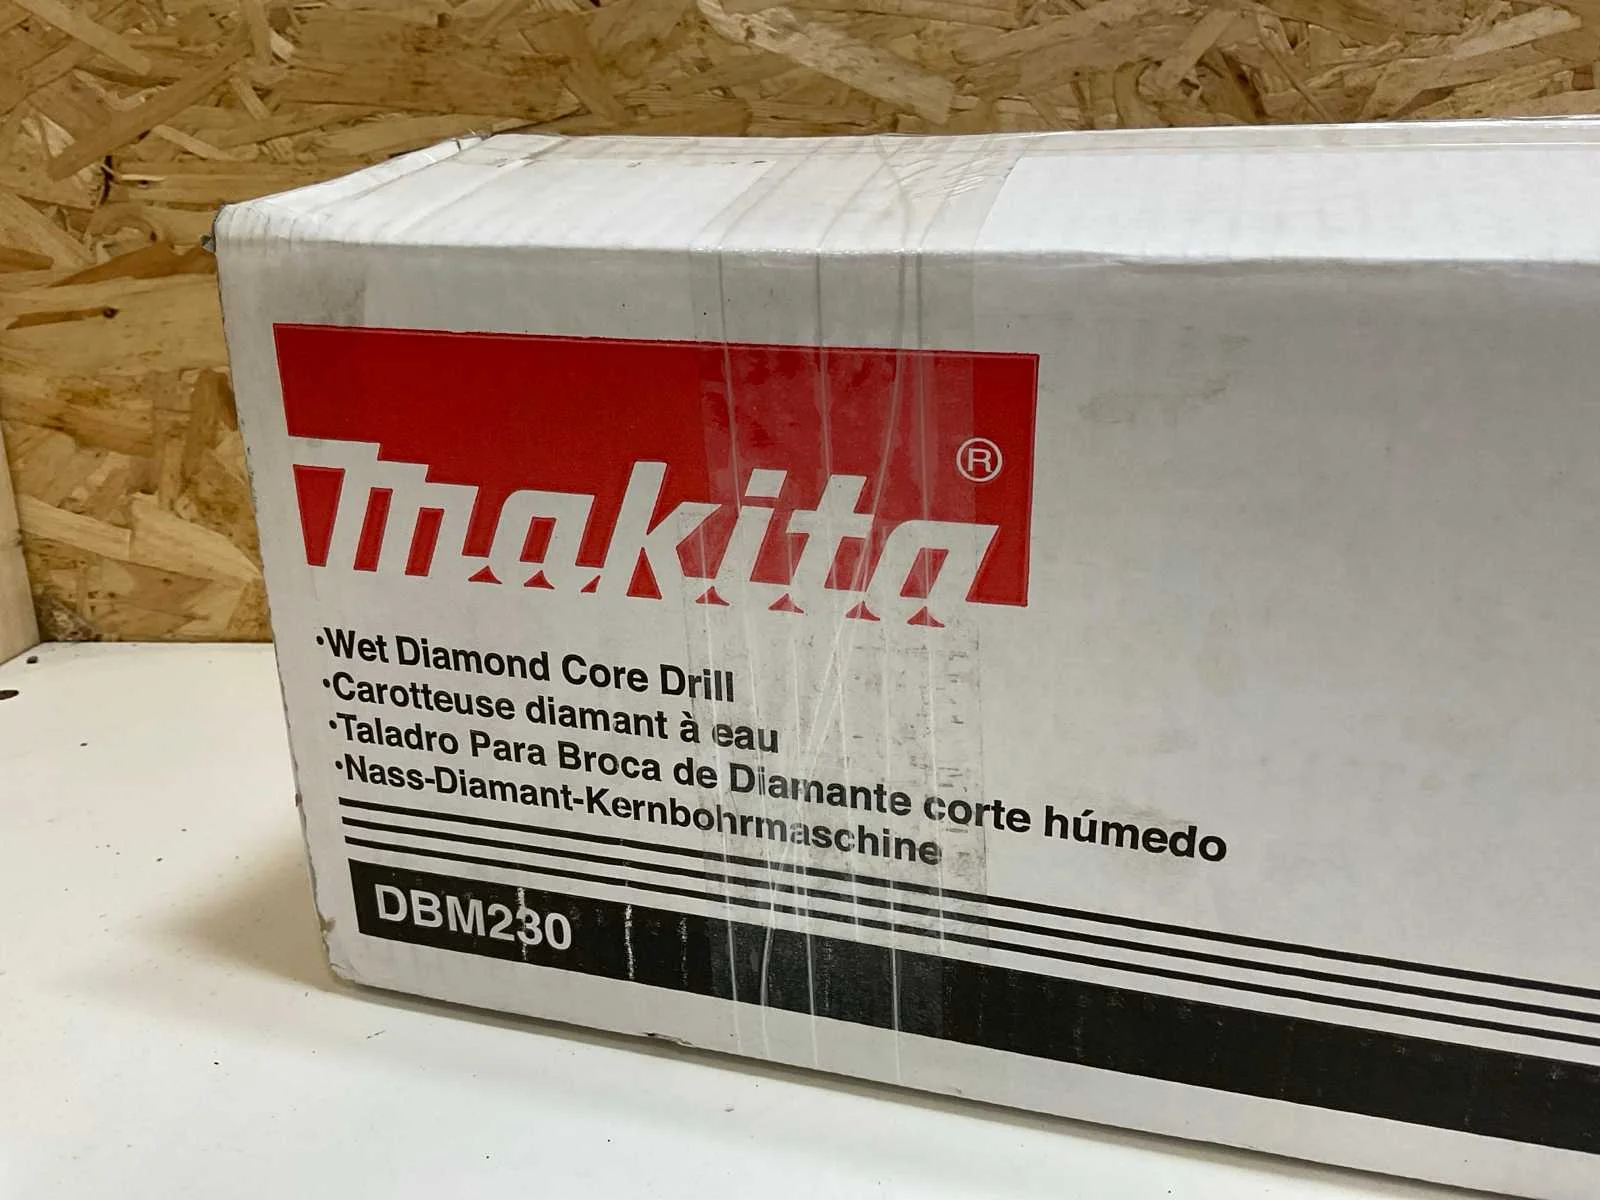 makita®
·Wet Diamond Core Drill
·Carotteuse diamant à eau
·Taladro Para Broca de Diamante corte húmedo
·Nass-Diamant-Kernbohrmaschine
DBM230